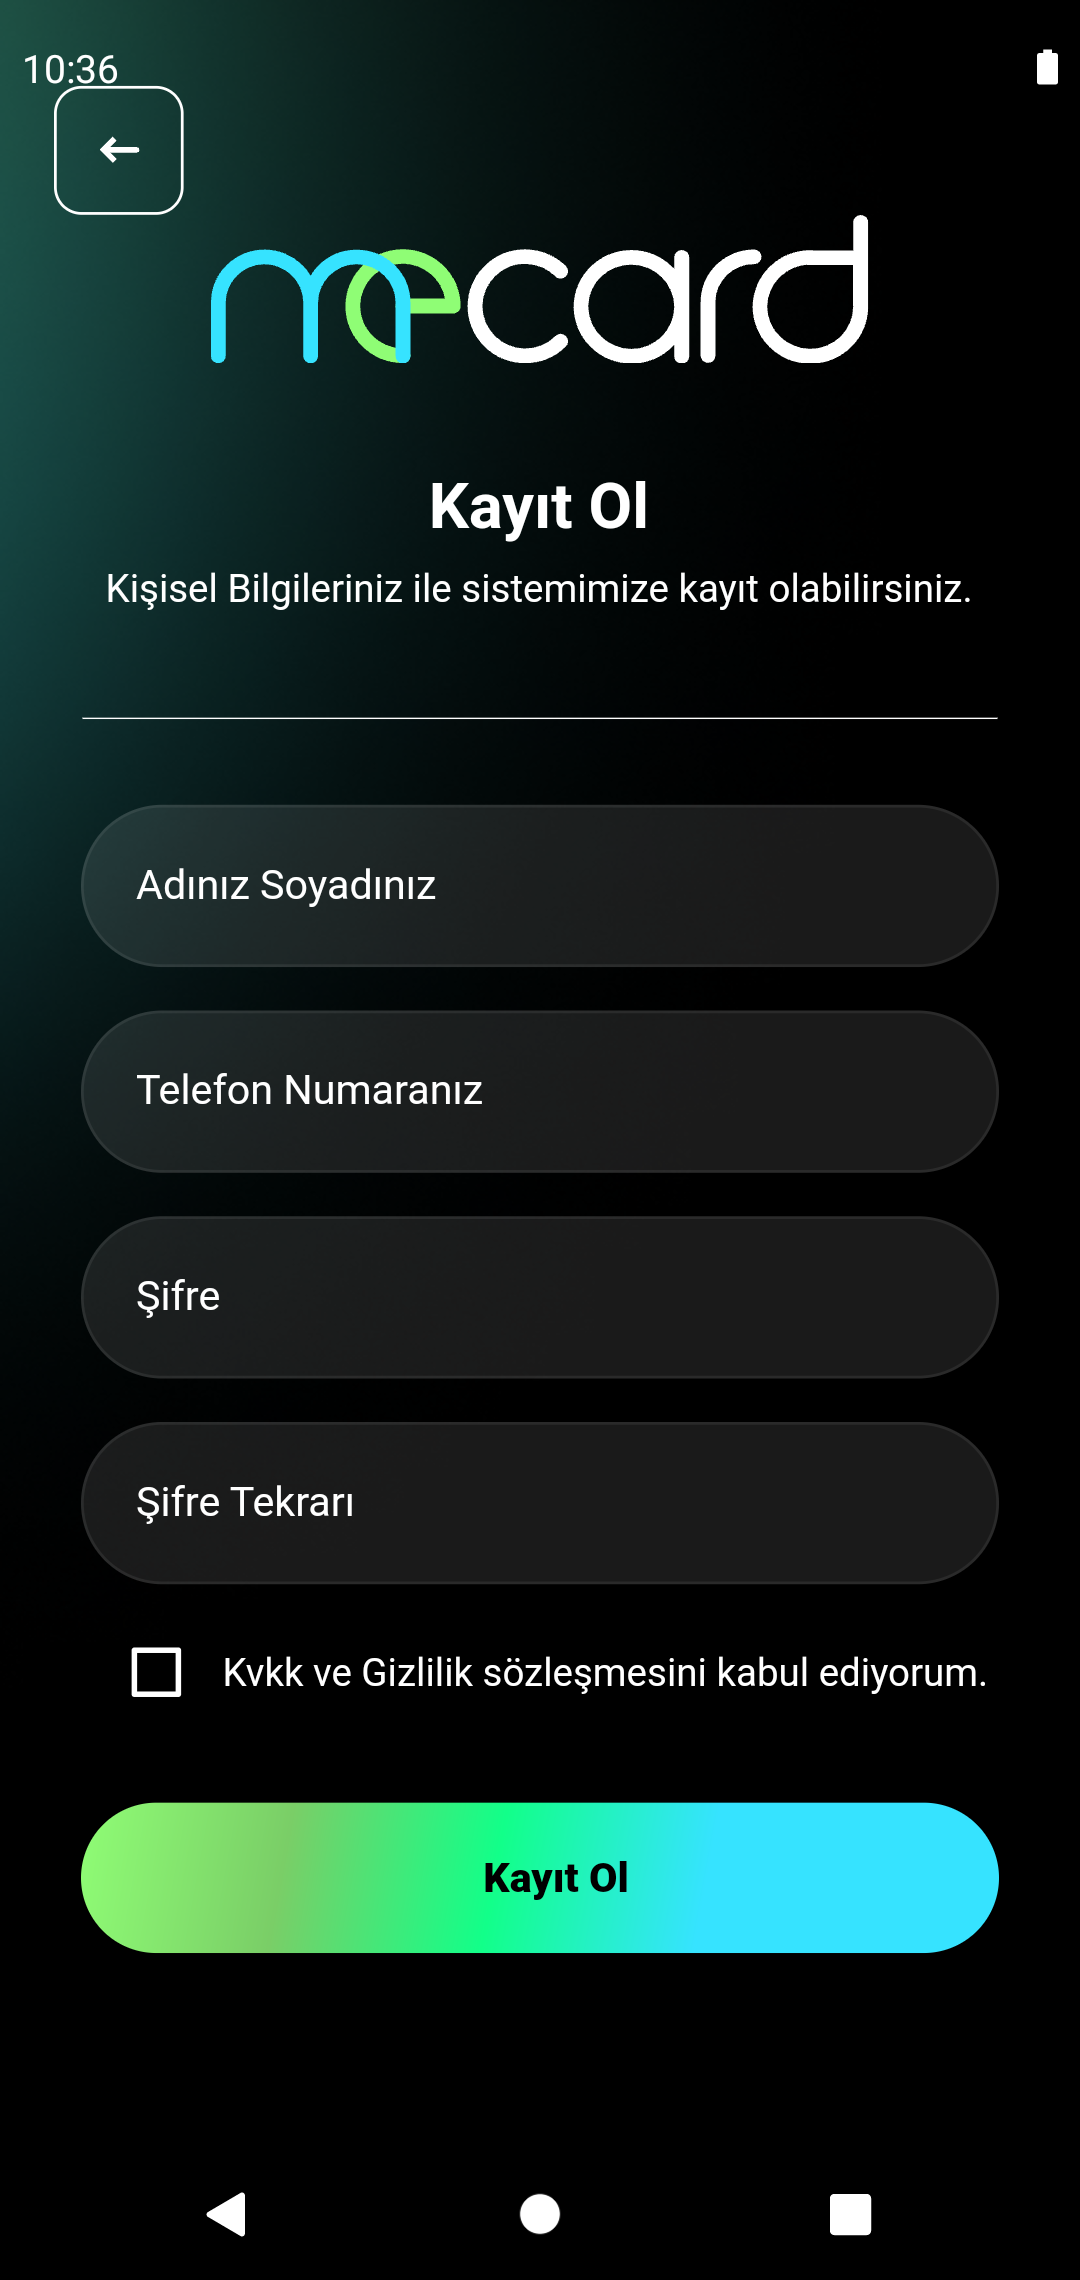 10:36
mecard
Kayıt Ol
Kişisel Bilgileriniz ile sistemimize kayıt olabilirsiniz.
Adınız Soyadınız
Telefon Numaranız
Şifre
Şifre Tekrarı
Kvkk ve Gizlilik sözleşmesini kabul ediyorum.
Kayıt Ol